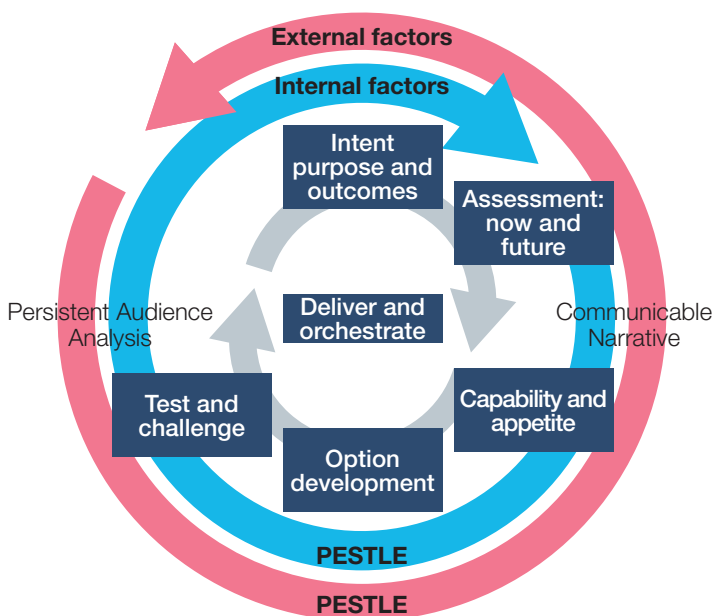 External factors
Internal factors
Intent
purpose and
outcomes
Assessment:
now and
future
Persistent Audience
Analysis
Deliver and
orchestrate
Communicable
Narrative
Test and
challenge
Capability and
appetite
Option
development
PESTLE
PESTLE